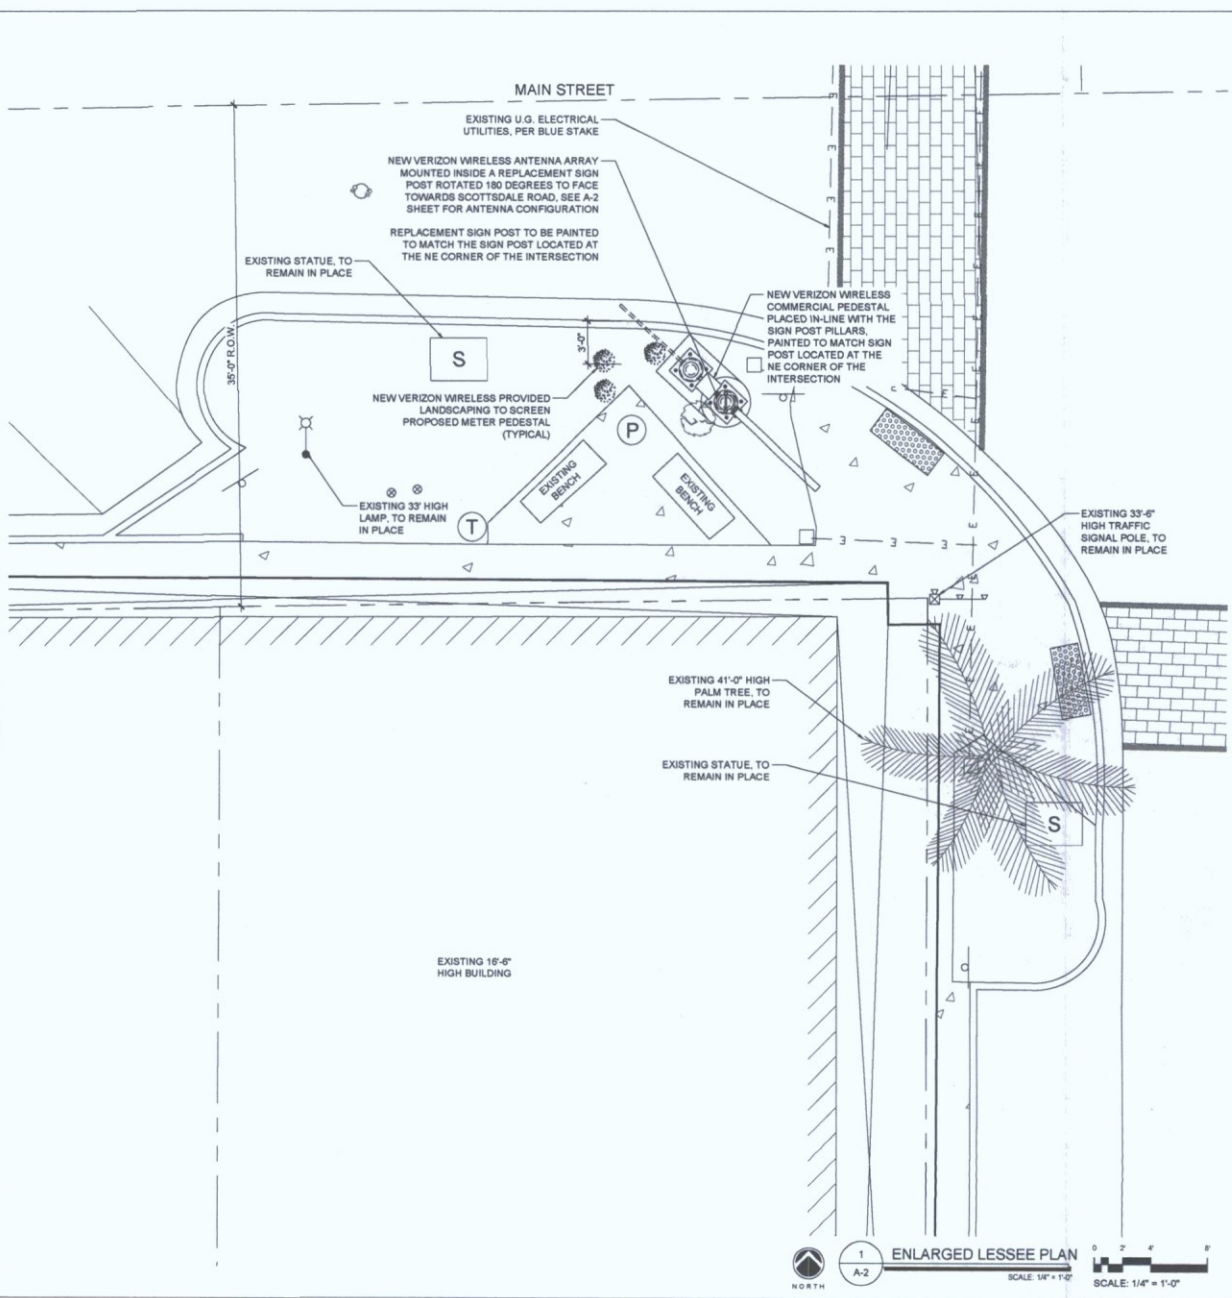 MAIN STREET
EXISTING U.G. ELECTRICAL
UTILITIES, PER BLUE STAKE
NEW VERIZON WIRELESS ANTENNA ARRAY
MOUNTED INSIDE A REPLACEMENT SIGN
POST ROTATED 180 DEGREES TO FACE
TOWARDS SCOTTSDALE ROAD, SEE A-2
SHEET FOR ANTENNA CONFIGURATION
REPLACEMENT SIGN POST TO BE PAINTED
TO MATCH THE SIGN POST LOCATED AT
THE NE CORNER OF THE INTERSECTION
EXISTING STATUE, TO
REMAIN IN PLACE
NEW VERIZON WIRELESS
COMMERCIAL PEDESTAL
PLACED IN-LINE WITH THE
SIGN POST PILLARS,
PAINTED TO MATCH SIGN
POST LOCATED AT THE
NE CORNER OF THE
INTERSECTION
35'-0" R.O.W.
3'-0"
S
NEW VERIZON WIRELESS PROVIDED
LANDSCAPING TO SCREEN
PROPOSED METER PEDESTAL
(TYPICAL)
P
EXISTING
BENCH
EXISTING
BENCH
T
EXISTING 33' HIGH
LAMP, TO REMAIN
IN PLACE
EXISTING 33'-6"
HIGH TRAFFIC
SIGNAL POLE, TO
REMAIN IN PLACE
E
E
E
E
E
E
E
E
E
EXISTING 41'-0" HIGH
PALM TREE, TO
REMAIN IN PLACE
EXISTING STATUE, TO
REMAIN IN PLACE
S
EXISTING 16'-6"
HIGH BUILDING
NORTH
1
A-2
ENLARGED LESSEE PLAN
SCALE: 1/4" = 1'-0"
0 2' 4' 8'
SCALE: 1/4" = 1'-0"